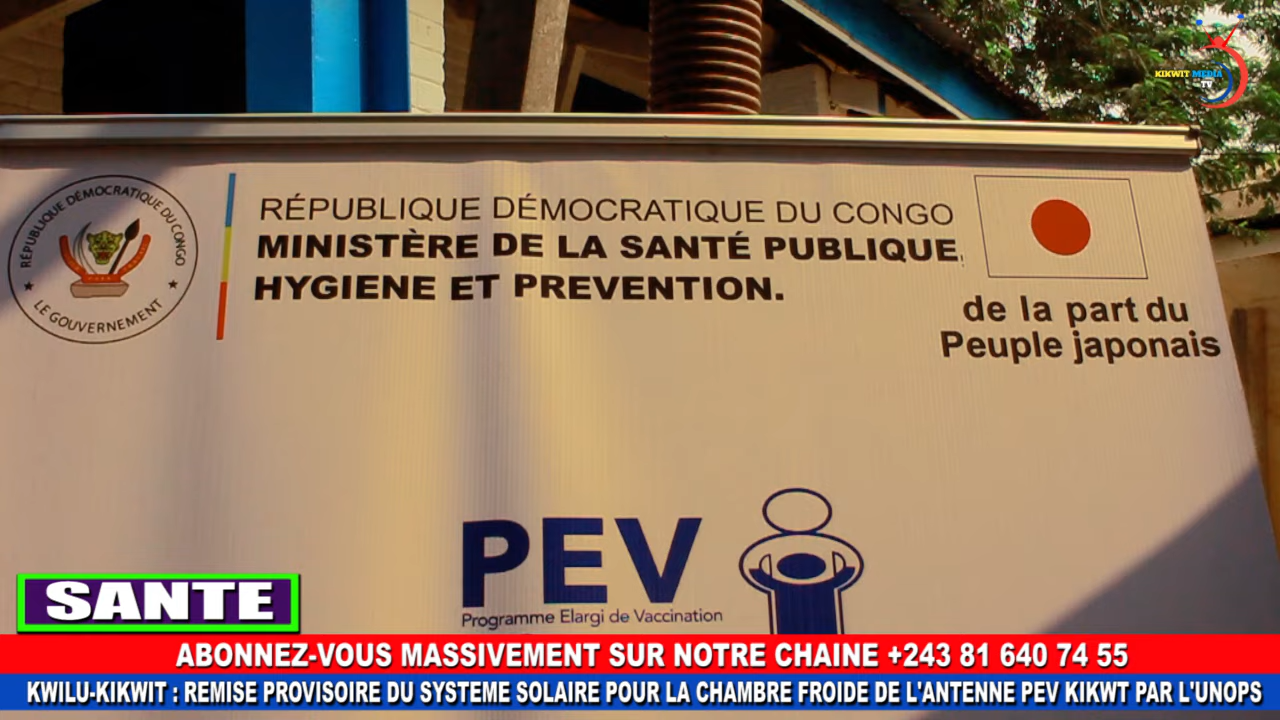 KIKWIT MEDIA
TV
RÉPUBLIQUE DÉMOCRATIQUE DU CONGO
LE GOUVERNEMENT
RÉPUBLIQUE DÉMOCRATIQUE DU CONGO
MINISTÈRE DE LA SANTÉ PUBLIQUE,
HYGIENE ET PREVENTION.
de la part du
Peuple japonais
PEV
Programme Elargi de Vaccination
SANTE
ABONNEZ-VOUS MASSIVEMENT SUR NOTRE CHAINE +243 81 640 74 55
KWILU-KIKWIT : REMISE PROVISOIRE DU SYSTEME SOLAIRE POUR LA CHAMBRE FROIDE DE L'ANTENNE PEV KIKWT PAR L'UNOPS